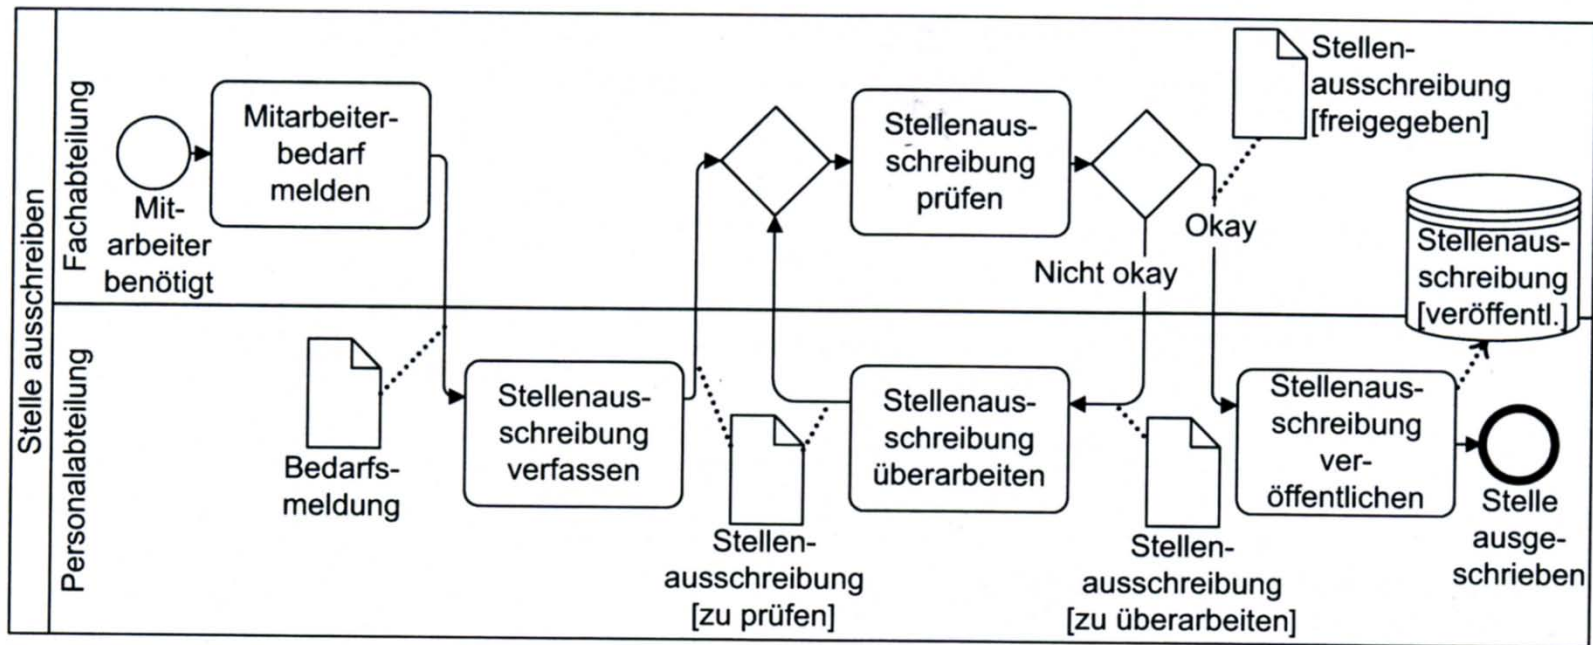 Stelle ausschreiben
Fachabteilung
Mit-
arbeiter
benötigt
Mitarbeiter-
bedarf
melden
Stellenaus-
schreibung
prüfen
Nicht okay
Okay
Stellen-
ausschreibung
[freigegeben]
Stellenaus-
schreibung
[veröffentl.]
Personalabteilung
Bedarfs-
meldung
Stellenaus-
schreibung
verfassen
Stellen-
ausschreibung
[zu prüfen]
Stellenaus-
schreibung
überarbeiten
Stellen-
ausschreibung
[zu überarbeiten]
Stellenaus-
schreibung
ver-
öffentlichen
Stelle
ausge-
schrieben